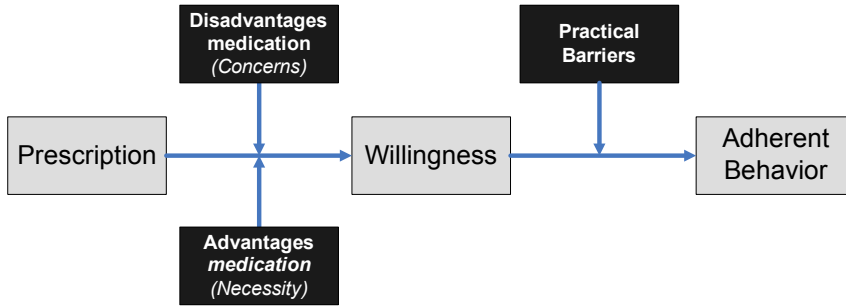 Disadvantages
medication
(Concerns)
Practical
Barriers
Prescription
Willingness
Adherent
Behavior
Advantages
medication
(Necessity)